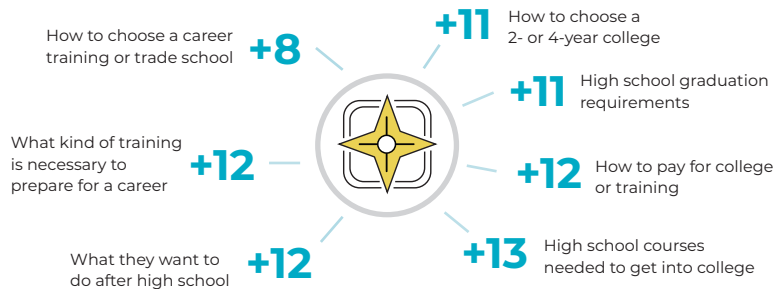 How to choose a career
training or trade school
+8
+11
How to choose a
2- or 4-year college
+11
High school graduation
requirements
What kind of training
is necessary to
prepare for a career
+12
+12
How to pay for college
or training
What they want to
do after high school
+12
+13
High school courses
needed to get into college